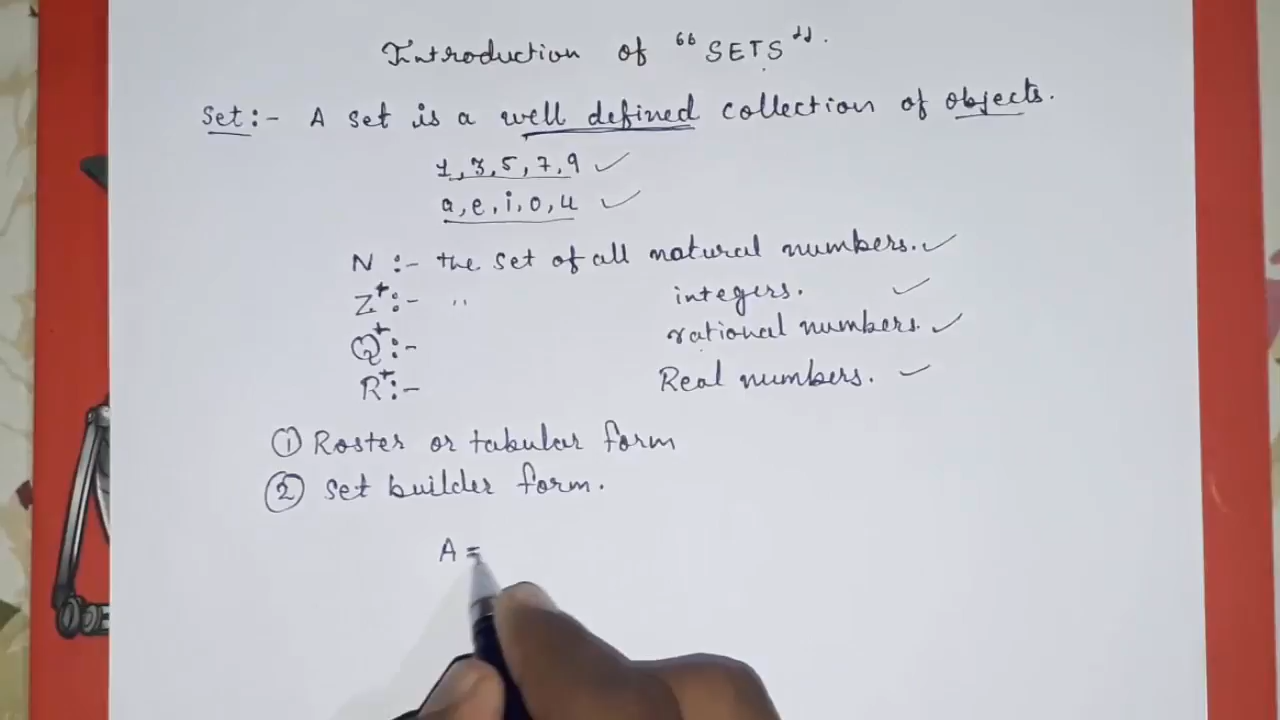 Introduction of "SETS".
Set:- A set is a well defined collection of objects.
1, 3, 5, 7, 9 ✓
a, e, i, o, u ✓
N :- the set of all natural numbers. ✓
Z⁺:- " integers. ✓
Q⁺:- rational numbers. ✓
R⁺:- Real numbers. ✓
① Roster or tabular form
② Set builder form.
A =